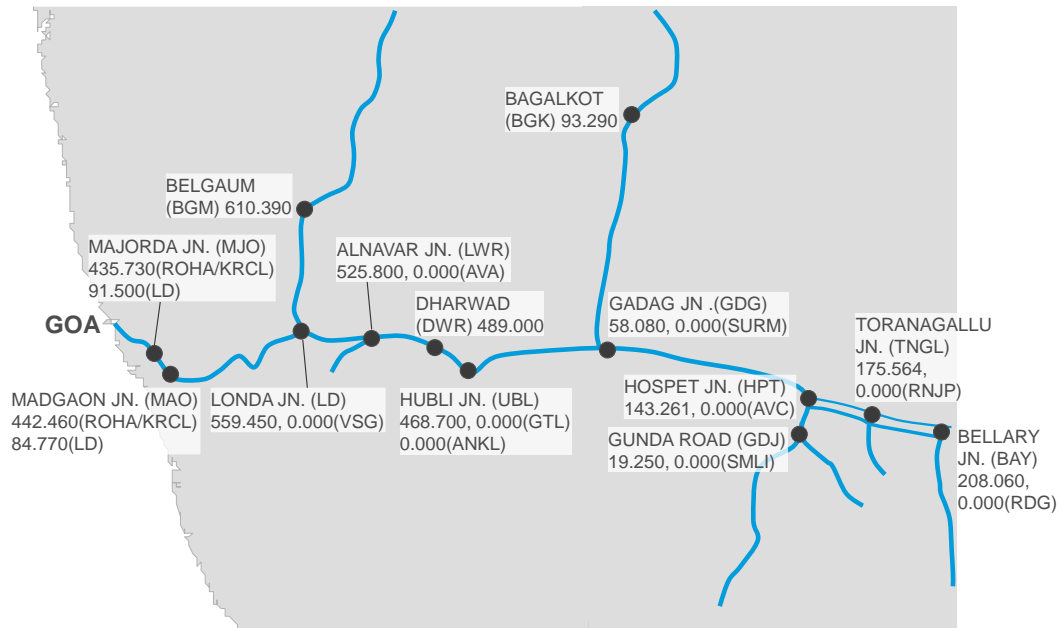 BAGALKOT
(BGK) 93.290
BELGAUM
(BGM) 610.390
MAJORDA JN. (MJO)
435.730(ROHA/KRCL)
91.500(LD)
ALNAVAR JN. (LWR)
525.800, 0.000(AVA)
GOA
DHARWAD
(DWR) 489.000
GADAG JN .(GDG)
58.080, 0.000(SURM)
TORANAGALLU
JN. (TNGL)
175.564,
0.000(RNJP)
MADGAON JN. (MAO)
442.460(ROHA/KRCL)
84.770(LD)
LONDA JN. (LD)
559.450, 0.000(VSG)
HUBLI JN. (UBL)
468.700, 0.000(GTL)
0.000(ANKL)
HOSPET JN. (HPT)
143.261, 0.000(AVC)
GUNDA ROAD (GDJ)
19.250, 0.000(SMLI)
BELLARY
JN. (BAY)
208.060,
0.000(RDG)